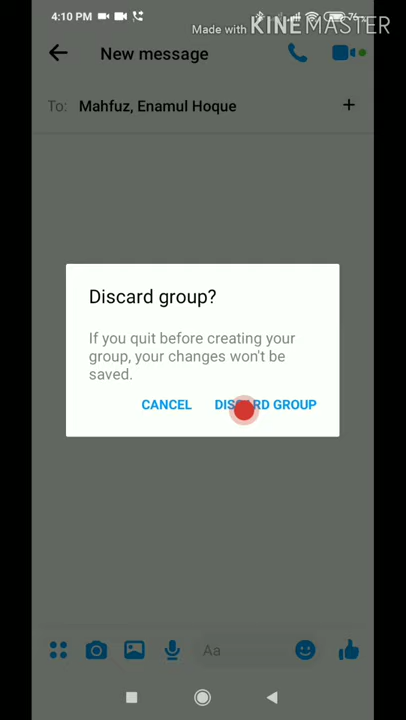 4:10 PM
Made with KINEMASTER
New message
To: Mahfuz, Enamul Hoque
Discard group?
If you quit before creating your
group, your changes won't be
saved.
CANCEL DISCARD GROUP
Aa